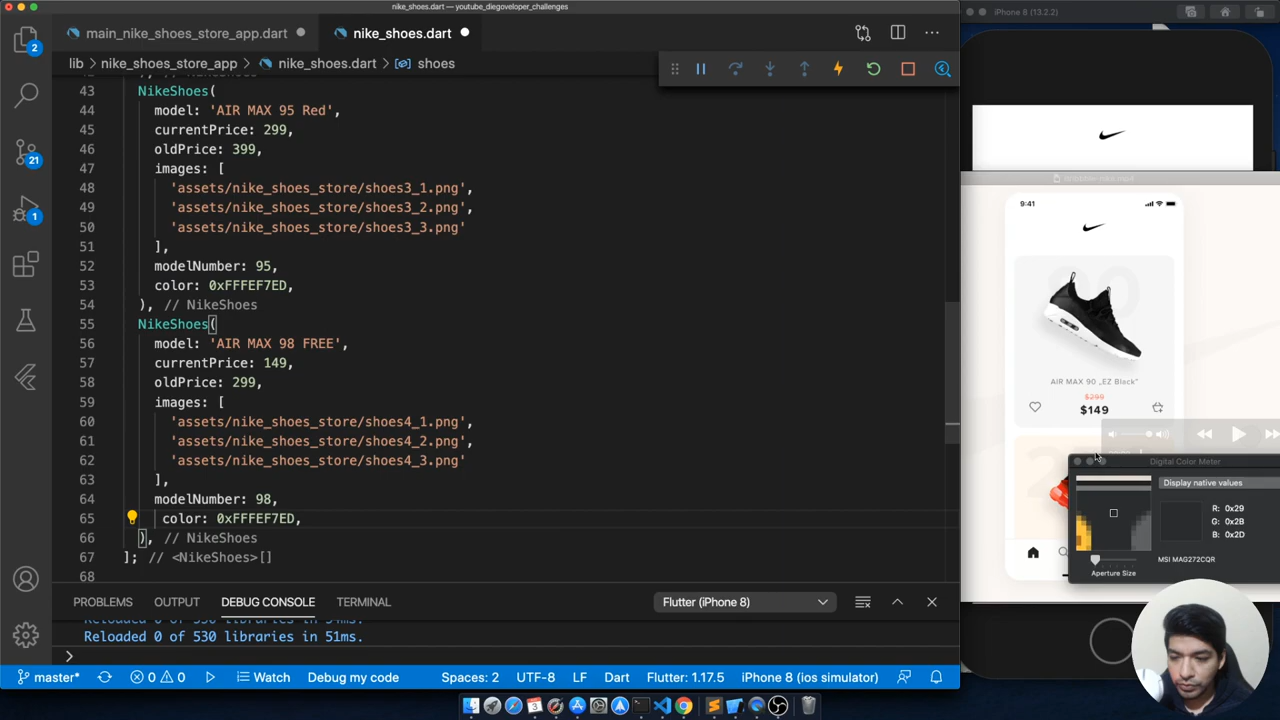 nike_shoes.dart — youtube_diegoveloper_challenges
main_nike_shoes_store_app.dart
nike_shoes.dart
lib › nike_shoes_store_app › nike_shoes.dart › shoes
43 NikeShoes(
44 model: 'AIR MAX 95 Red',
45 currentPrice: 299,
46 oldPrice: 399,
47 images: [
48 'assets/nike_shoes_store/shoes3_1.png',
49 'assets/nike_shoes_store/shoes3_2.png',
50 'assets/nike_shoes_store/shoes3_3.png'
51 ],
52 modelNumber: 95,
53 color: 0xFFFEF7ED,
54 ), // NikeShoes
55 NikeShoes(
56 model: 'AIR MAX 98 FREE',
57 currentPrice: 149,
58 oldPrice: 299,
59 images: [
60 'assets/nike_shoes_store/shoes4_1.png',
61 'assets/nike_shoes_store/shoes4_2.png',
62 'assets/nike_shoes_store/shoes4_3.png'
63 ],
64 modelNumber: 98,
65 color: 0xFFFEF7ED,
66 ), // NikeShoes
67 ]; // <NikeShoes>[]
68
2
21
1
PROBLEMS
OUTPUT
DEBUG CONSOLE
TERMINAL
Flutter (iPhone 8)
Reloaded 0 of 530 libraries in 51ms.
master*
0
0
Watch
Debug my code
Spaces: 2
UTF-8
LF
Dart
Flutter: 1.17.5
iPhone 8 (ios simulator)
iPhone 8 (13.2.2)
9:41
90
AIR MAX 90 „EZ Black"
$299
$149
Digital Color Meter
Display native values
R: 0x29
G: 0x2B
B: 0x2D
MSI MAG272CQR
Aperture Size
3